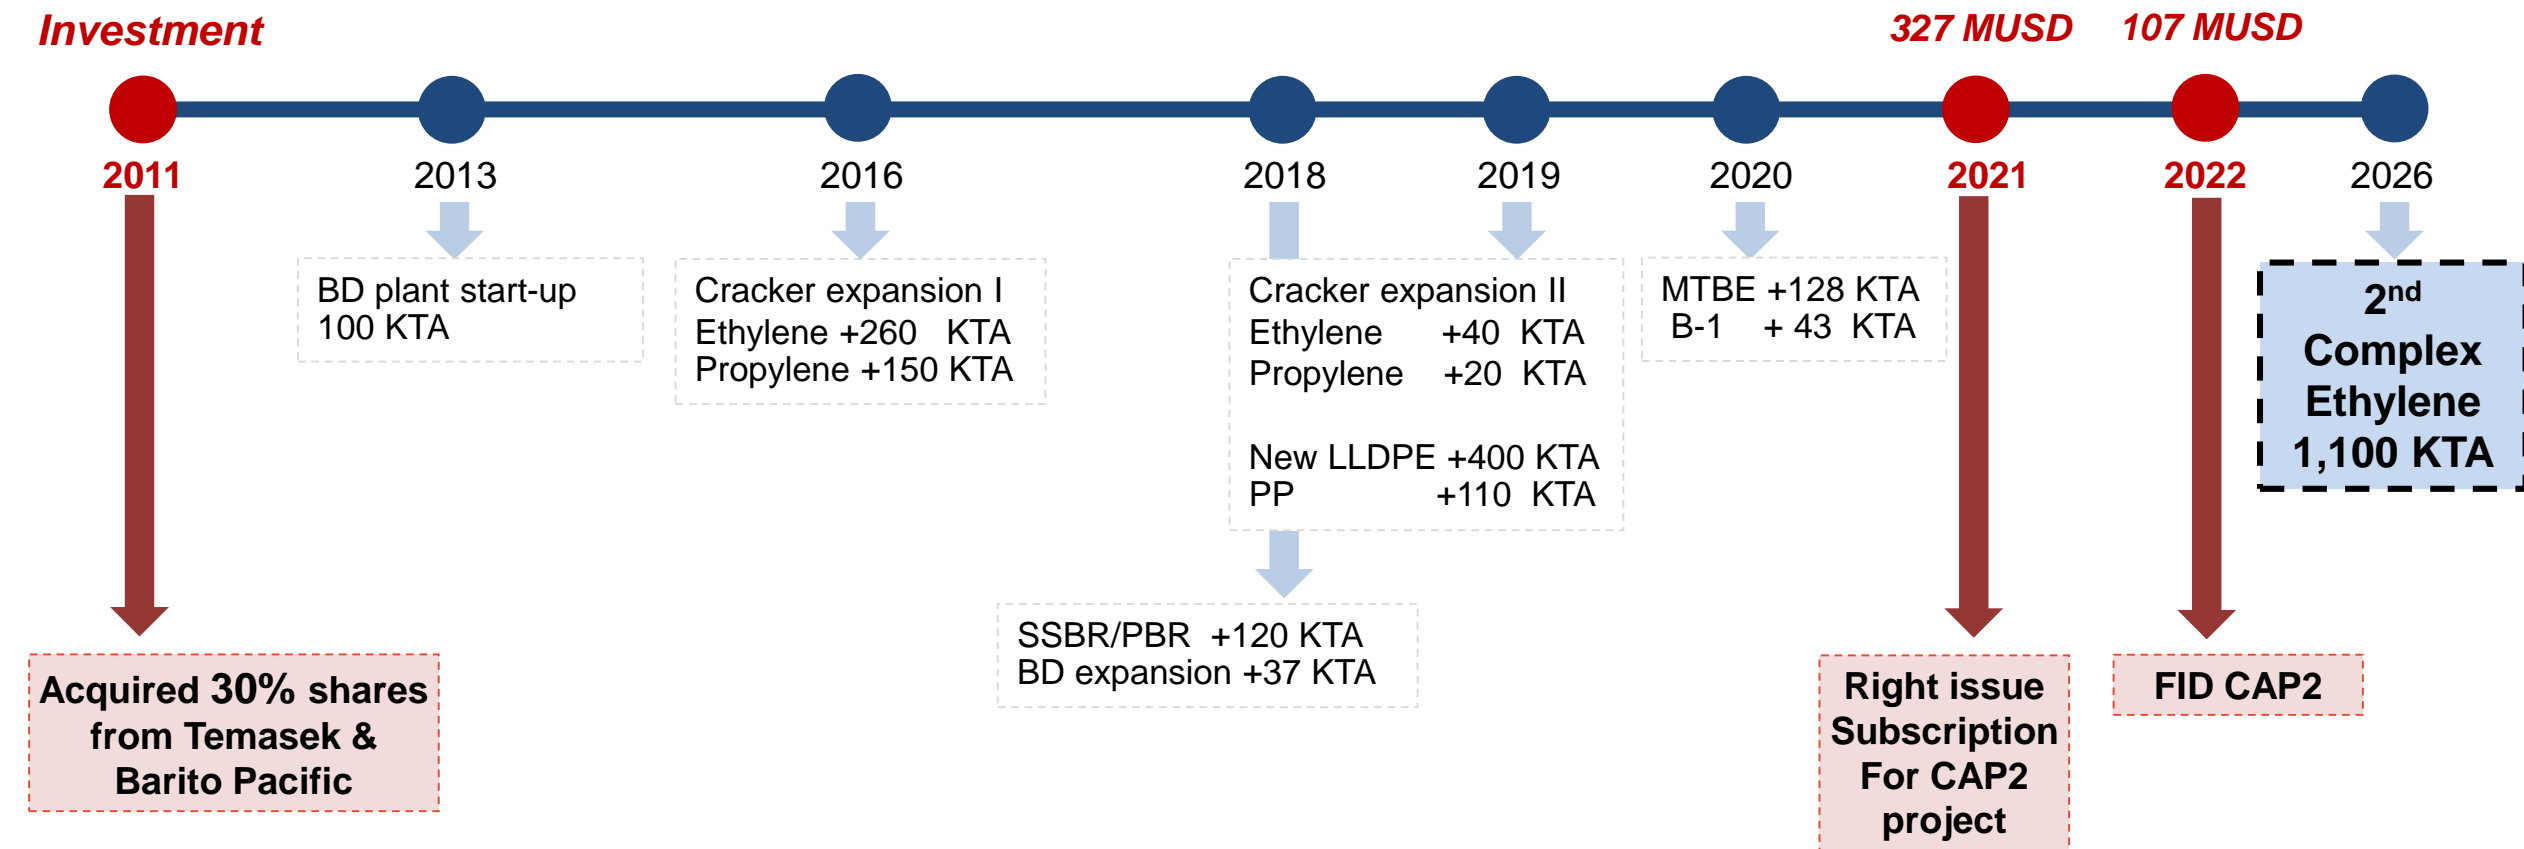 Investment
327 MUSD
107 MUSD
2011
2013
2016
2018
2019
2020
2021
2022
2026
BD plant start-up
100 KTA
Cracker expansion I
Ethylene +260 KTA
Propylene +150 KTA
Cracker expansion II
Ethylene +40 KTA
Propylene +20 KTA
New LLDPE +400 KTA
PP +110 KTA
MTBE +128 KTA
B-1 + 43 KTA
2nd
Complex
Ethylene
1,100 KTA
SSBR/PBR +120 KTA
BD expansion +37 KTA
Acquired 30% shares
from Temasek &
Barito Pacific
Right issue
Subscription
For CAP2
project
FID CAP2